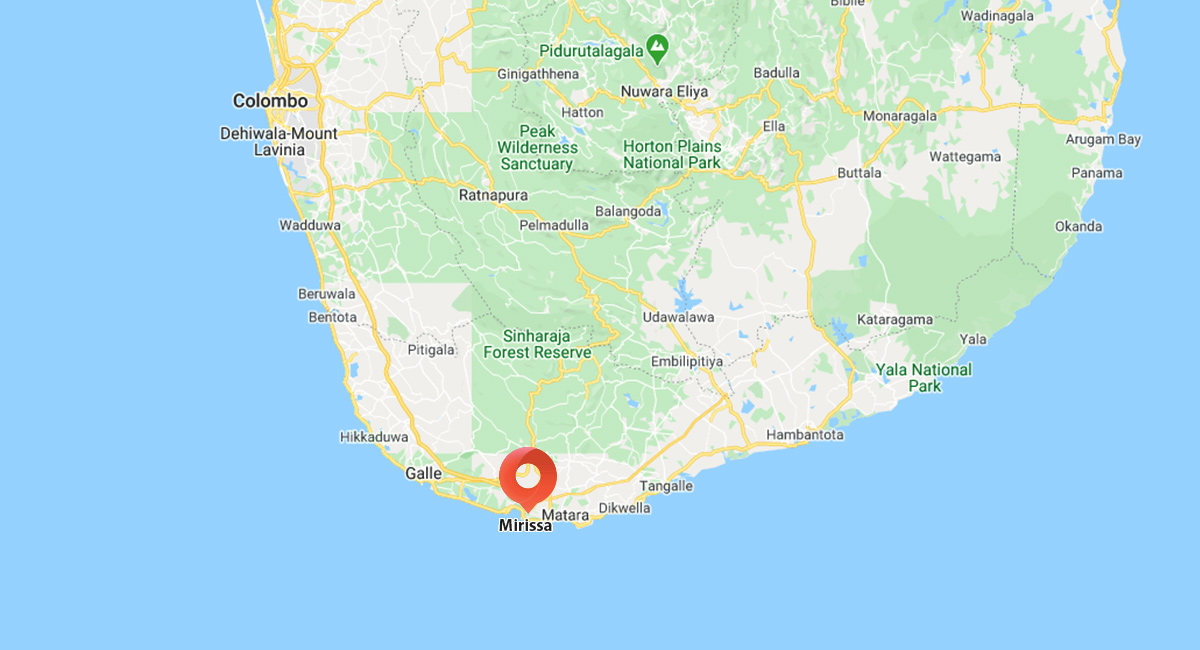 Bibile
Wadinagala
Pidurutalagala
Ginigathhena
Badulla
Nuwara Eliya
Colombo
Hatton
Monaragala
Ella
Dehiwala-Mount
Lavinia
Peak
Wilderness
Sanctuary
Horton Plains
National Park
Arugam Bay
Wattegama
Buttala
Panama
Ratnapura
Balangoda
Wadduwa
Pelmadulla
Okanda
Beruwala
Bentota
Udawalawa
Kataragama
Sinharaja
Forest Reserve
Yala
Pitigala
Embilipitiya
Yala National
Park
Hikkaduwa
Hambantota
Galle
Tangalle
Dikwella
Matara
Mirissa